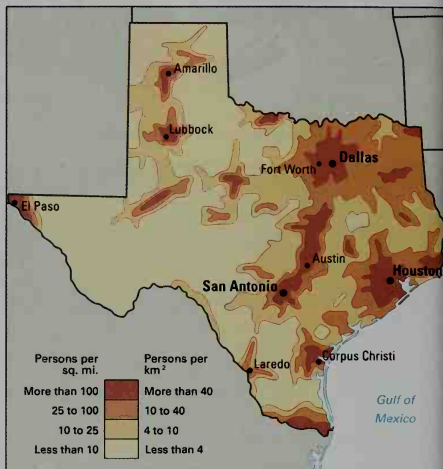 Amarillo
Lubbock
Fort Worth
Dallas
El Paso
Austin
San Antonio
Houston
Laredo
Corpus Christi
Gulf of
Mexico
Persons per
sq. mi.
Persons per
km²
More than 100
More than 40
25 to 100
10 to 40
10 to 25
4 to 10
Less than 10
Less than 4